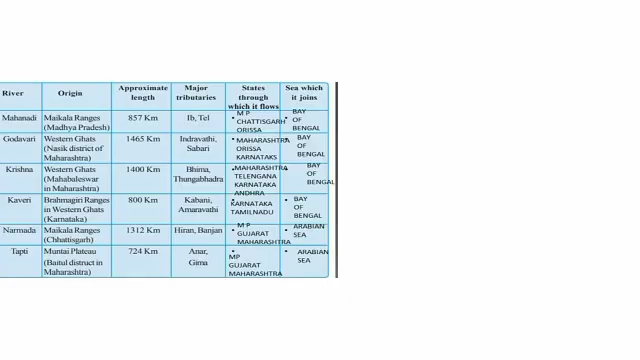 River Origin Approximate length Major tributaries States through which it flows Sea which it joins
Mahanadi Maikala Ranges (Madhya Pradesh) 857 Km Ib, Tel • M P CHATTISGARH ORISSA • BAY OF BENGAL
Godavari Western Ghats (Nasik district of Maharashtra) 1465 Km Indravathi, Sabari • MAHARASHTRA ORISSA KARNATAKS • BAY OF BENGAL
Krishna Western Ghats (Mahabaleswar in Maharashtra) 1400 Km Bhima, Thungabhadra • MAHARASHTRA TELENGANA KARNATAKA ANDHRA • BAY OF BENGAL
Kaveri Brahmagiri Ranges in Western Ghats (Karnataka) 800 Km Kabani, Amaravathi • KARNATAKA TAMILNADU • BAY OF BENGAL
Narmada Maikala Ranges (Chhattisgarh) 1312 Km Hiran, Banjan • M P GUJARAT MAHARASHTRA • ARABIAN SEA
Tapti Muntai Plateau (Baitul distruct in Maharashtra) 724 Km Anar, Gima • MP GUJARAT MAHARASHTRA • ARABIAN SEA